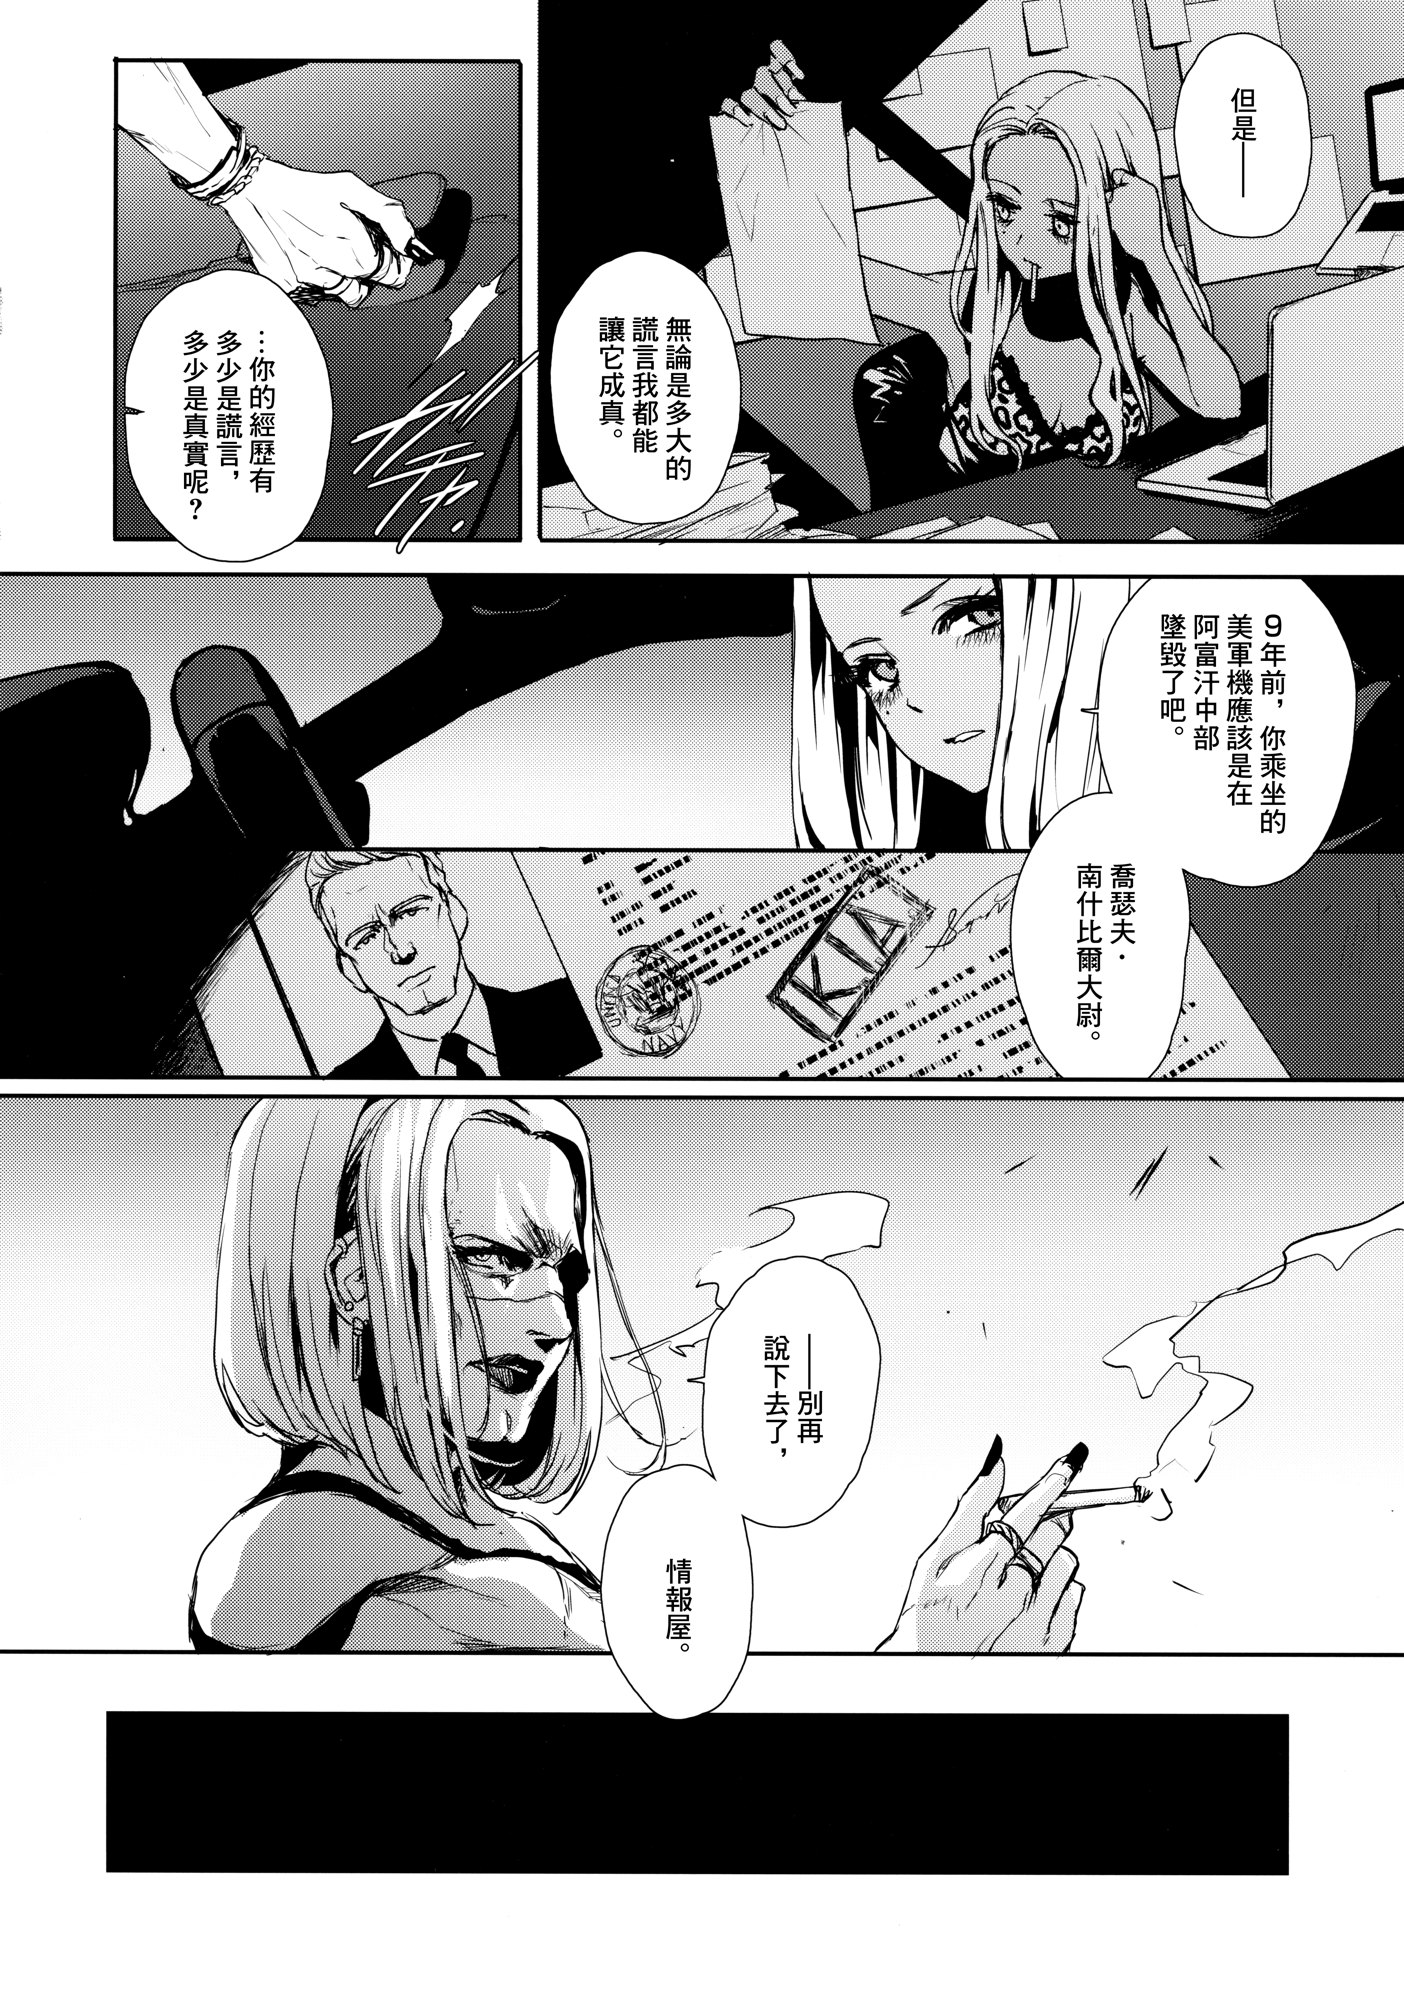 但是──
無論是多大的
謊言我都能
讓它成真。
…你的經歷有
多少是謊言，
多少是真實呢？
9年前，你乘坐的
美軍機應該是在
阿富汗中部
墜毀了吧。
喬瑟夫・
南什比爾大尉。
KIA
NAVY
──別再
說下去了，
情報屋。